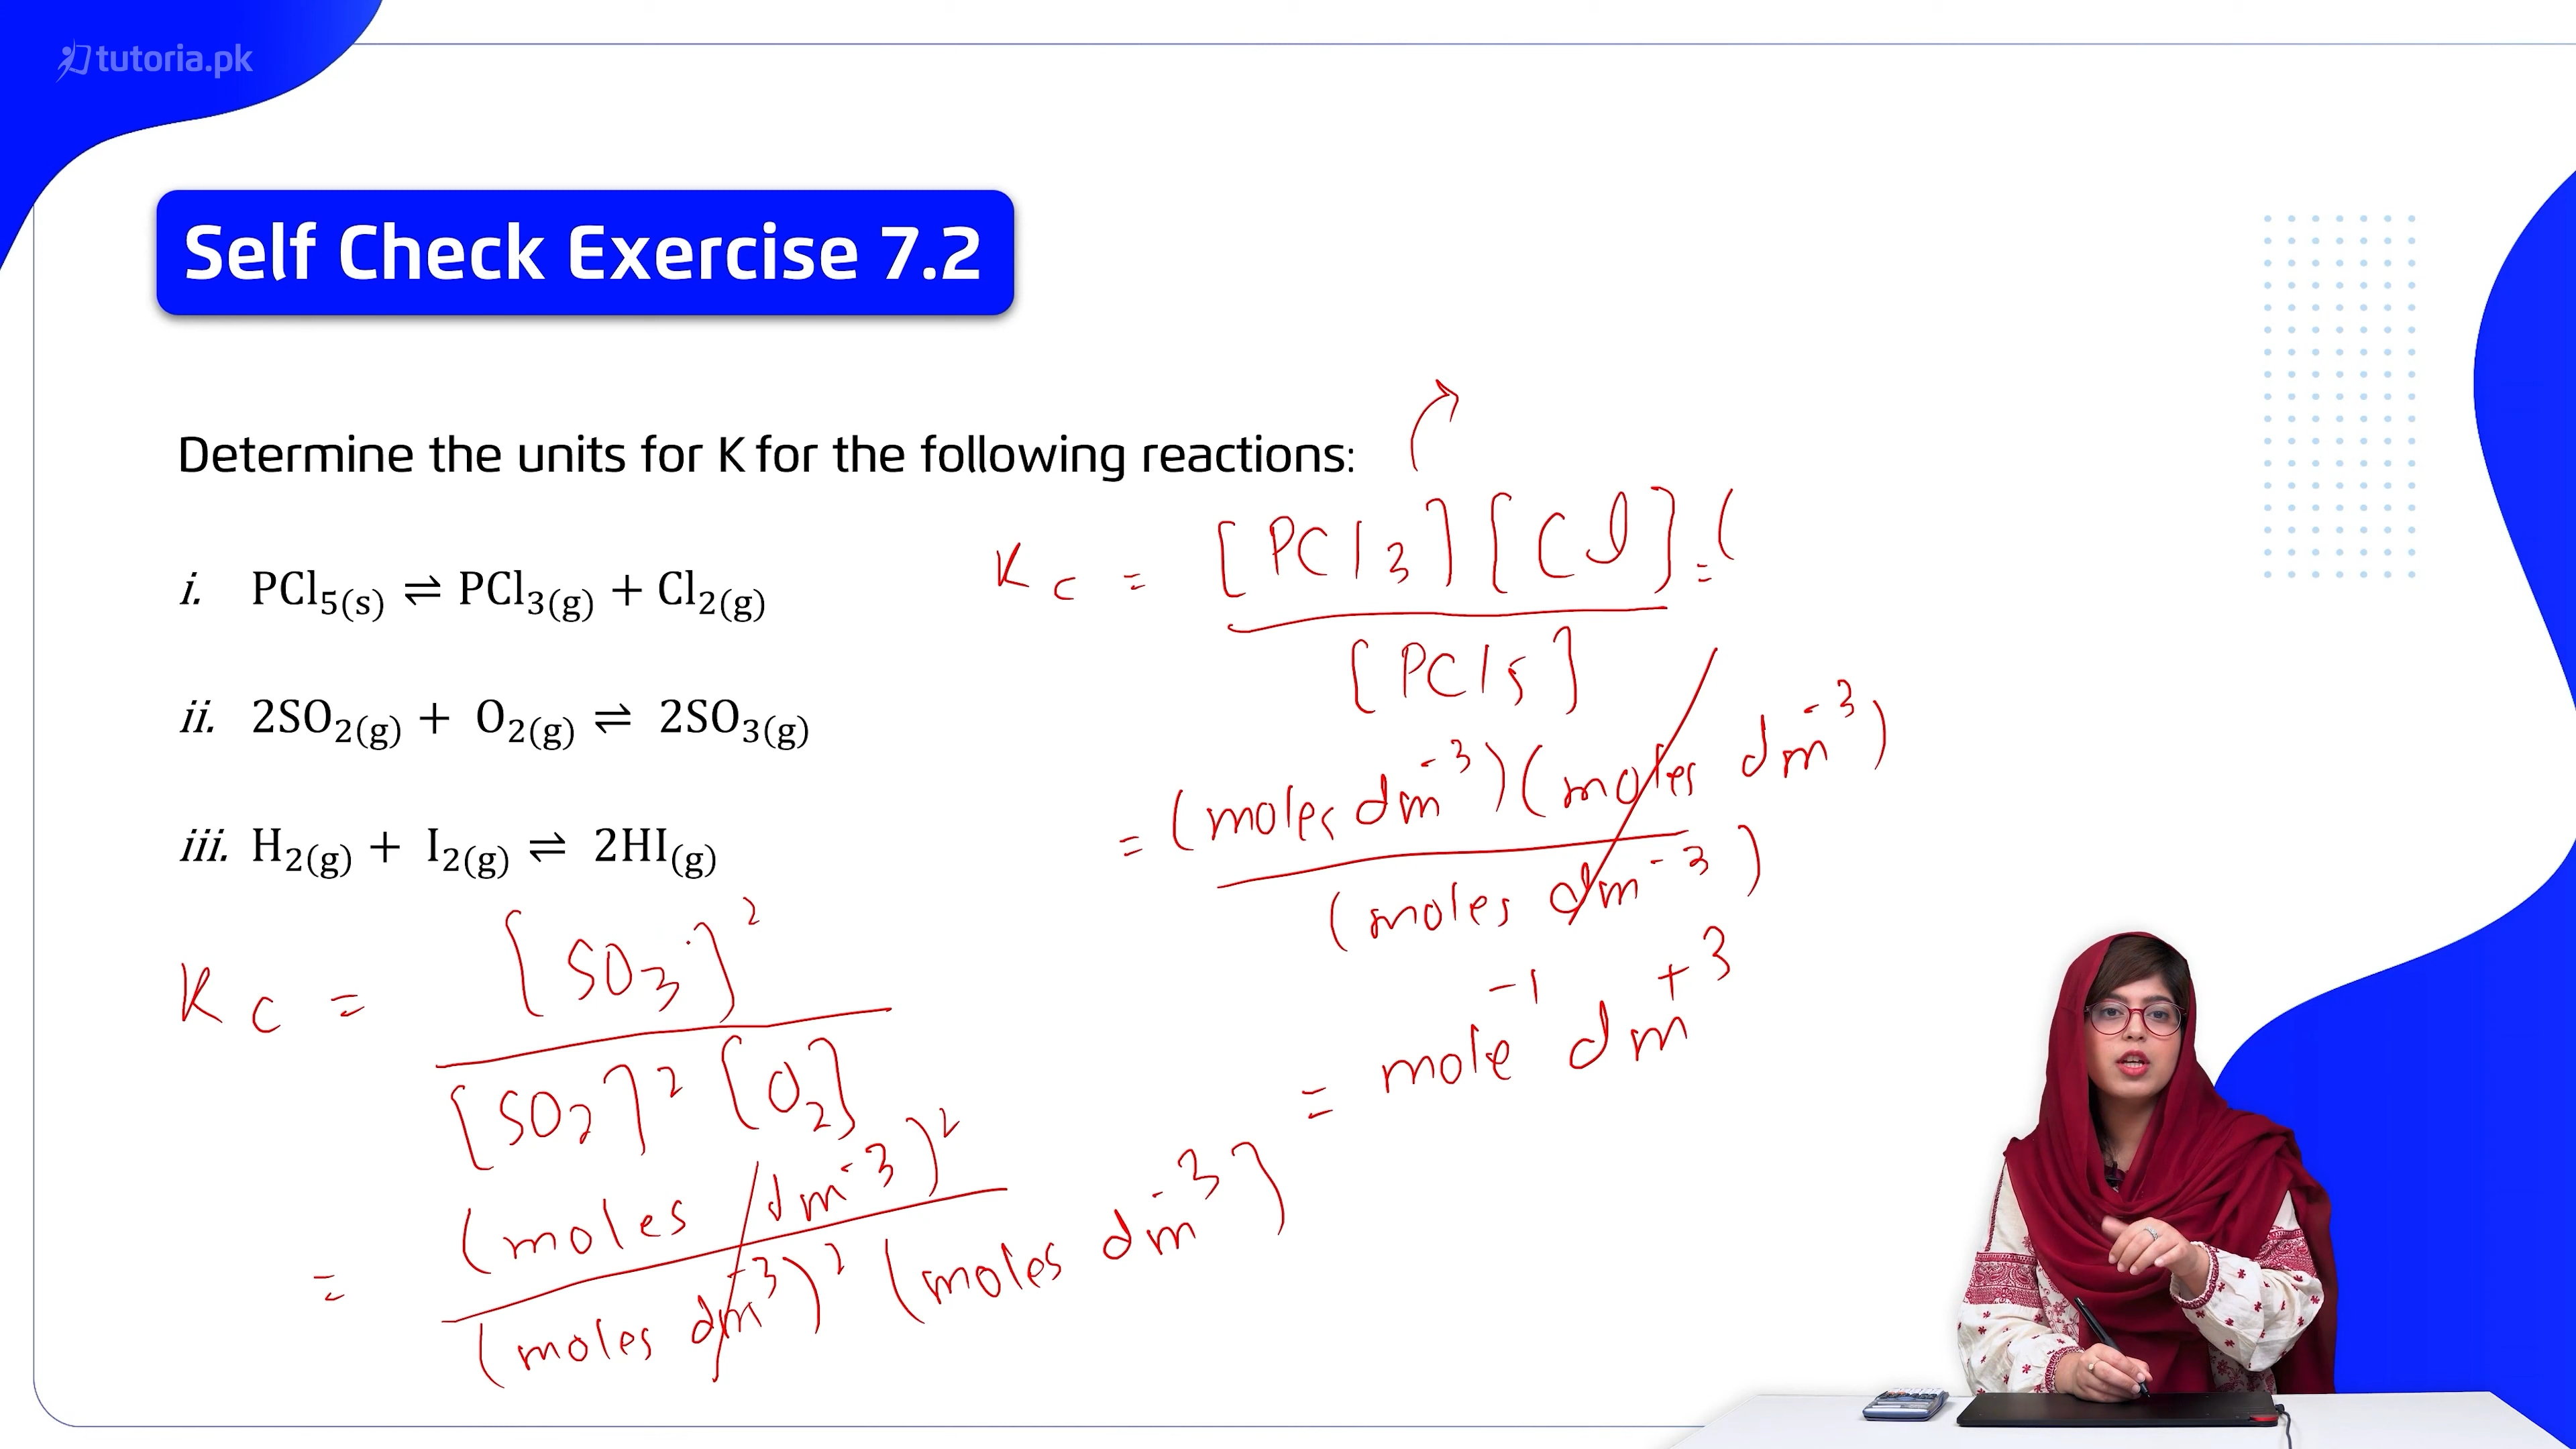 tutoria.pk
Self Check Exercise 7.2
Determine the units for K for the following reactions:
i. PCl₅(s) ⇌ PCl₃(g) + Cl₂(g)
ii. 2SO₂(g) + O₂(g) ⇌ 2SO₃(g)
iii. H₂(g) + I₂(g) ⇌ 2HI(g)
Kc = [PCl₃] [Cl] = (
[PCl₅]
= (moles dm⁻³) (moles dm⁻³)
(moles dm⁻³)
Kc = [SO₃]²
[SO₂]² [O₂]
= (moles dm⁻³)²
(moles dm⁻³)² (moles dm⁻³)
= mole⁻¹ dm⁺³